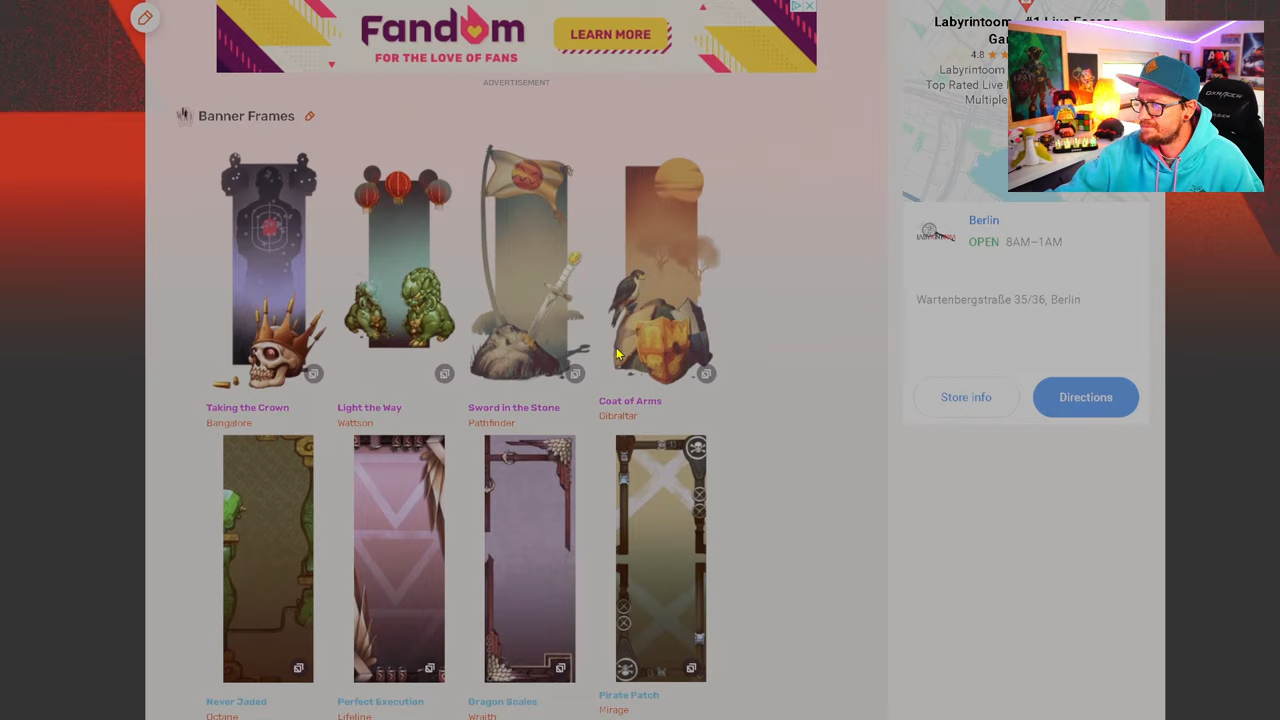 Fandom
FOR THE LOVE OF FANS
LEARN MORE
ADVERTISEMENT
Banner Frames
Taking the Crown
Bangalore
Light the Way
Wattson
Sword in the Stone
Pathfinder
Coat of Arms
Gibraltar
Never Jaded
Octane
Perfect Execution
Lifeline
Dragon Scales
Wraith
Pirate Patch
Mirage
Labyrintoom
4.8
Labyrintoom
Top Rated Live
Multiple
Berlin
OPEN 8AM–1AM
Wartenbergstraße 35/36, Berlin
Store info
Directions